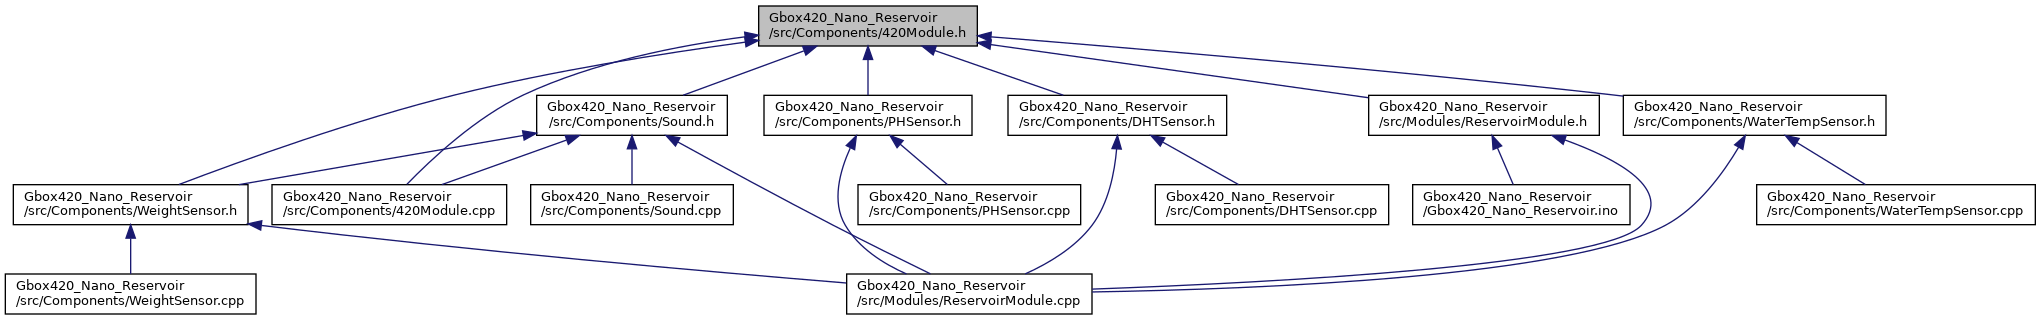 Gbox420_Nano_Reservoir
/src/Components/420Module.h
Gbox420_Nano_Reservoir
/src/Components/Sound.h
Gbox420_Nano_Reservoir
/src/Components/PHSensor.h
Gbox420_Nano_Reservoir
/src/Components/DHTSensor.h
Gbox420_Nano_Reservoir
/src/Modules/ReservoirModule.h
Gbox420_Nano_Reservoir
/src/Components/WaterTempSensor.h
Gbox420_Nano_Reservoir
/src/Components/WeightSensor.h
Gbox420_Nano_Reservoir
/src/Components/420Module.cpp
Gbox420_Nano_Reservoir
/src/Components/Sound.cpp
Gbox420_Nano_Reservoir
/src/Components/PHSensor.cpp
Gbox420_Nano_Reservoir
/src/Components/DHTSensor.cpp
Gbox420_Nano_Reservoir
/Gbox420_Nano_Reservoir.ino
Gbox420_Nano_Reservoir
/src/Components/WaterTempSensor.cpp
Gbox420_Nano_Reservoir
/src/Components/WeightSensor.cpp
Gbox420_Nano_Reservoir
/src/Modules/ReservoirModule.cpp